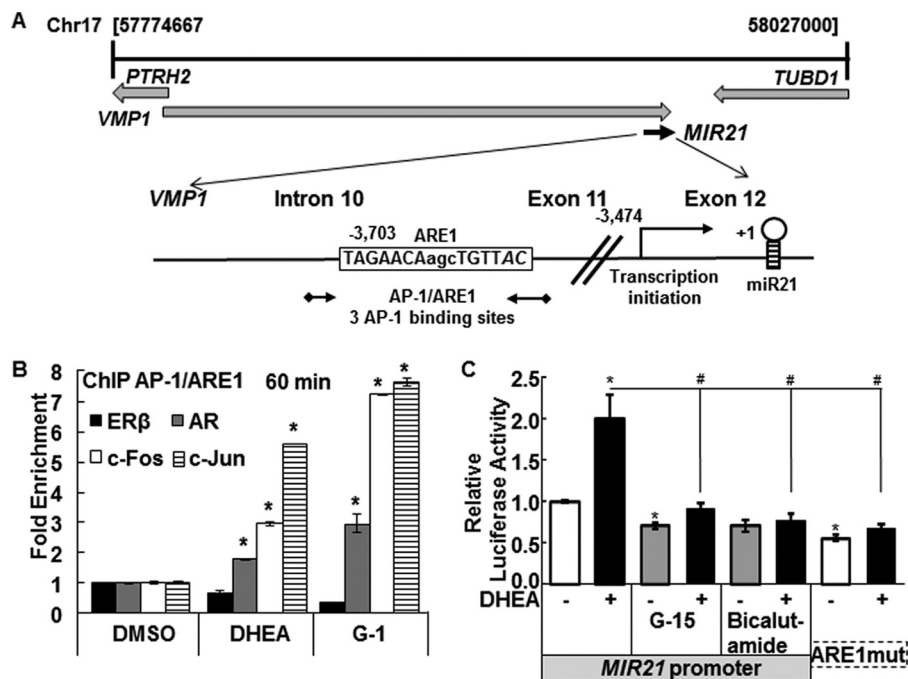 A
Chr17 [57774667 58027000]
PTRH2 TUBD1
VMP1
MIR21
VMP1 Intron 10 Exon 11 Exon 12
-3,703 ARE1 -3,474 +1
TAGAACAagcTGTTAC
Transcription
initiation
miR21
AP-1/ARE1
3 AP-1 binding sites
B
ChIP AP-1/ARE1 60 min
ERβ AR
c-Fos c-Jun
Fold Enrichment
8
7
6
5
4
3
2
1
0
* * * * * *
DMSO DHEA G-1
C
Relative
Luciferase Activity
2.5
2.0
1.5
1.0
0.5
0.0
* # # #
* *
DHEA - + - + - + - +
G-15 Bicalut-
amide
ARE1mut
MIR21 promoter